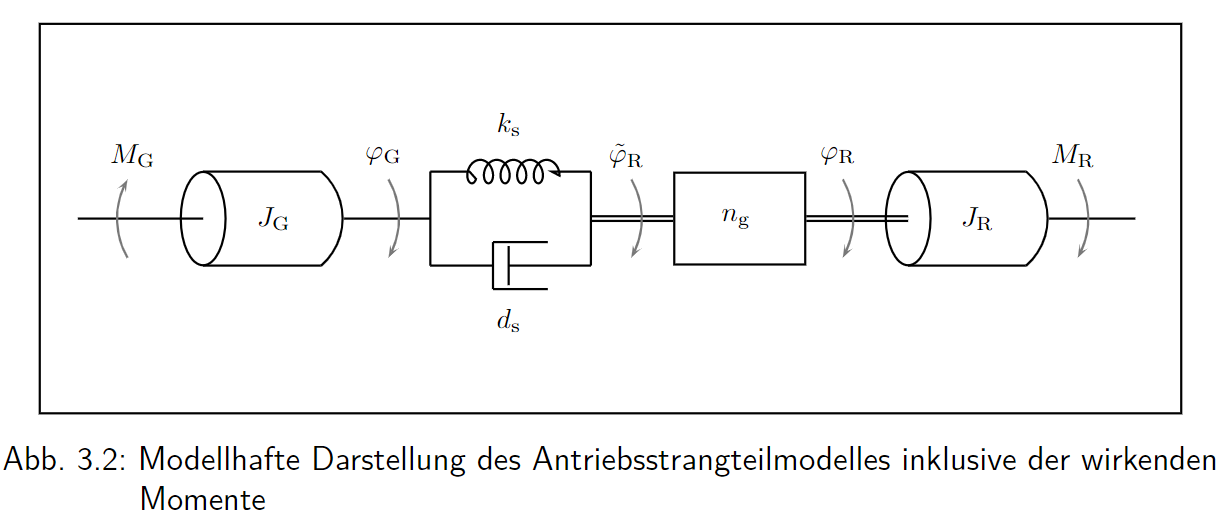 k_s
M_G φ_G φ̃_R φ_R M_R
J_G n_g J_R
d_s
Abb. 3.2: Modellhafte Darstellung des Antriebsstrangteilmodelles inklusive der wirkenden
Momente